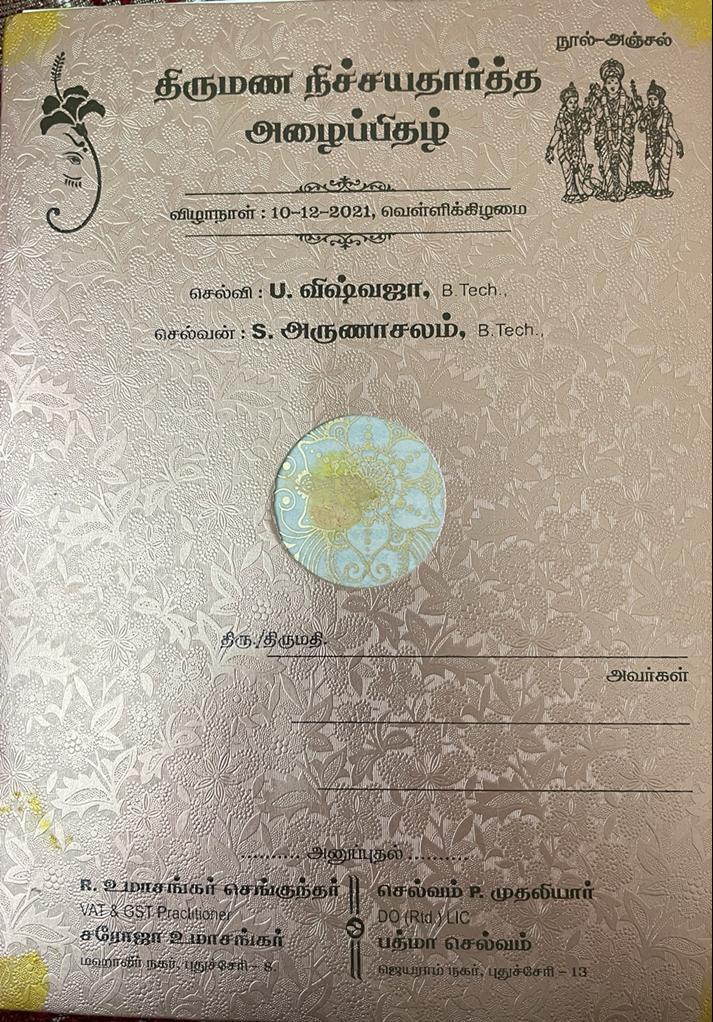 நூல்-அஞ்சல்
திருமண நிச்சயதார்த்த
அழைப்பிதழ்
விழாநாள் : 10-12-2021, வெள்ளிக்கிழமை
செல்வி : U. விஷ்வஜா, B.Tech.,
செல்வன் : S. அருணாசலம், B.Tech.,
திரு./திருமதி.
அவர்கள்
.......... அனுப்புதல் ..........
R. உமாசங்கர் செங்குந்தர்
VAT & GST Practitioner
சரோஜா உமாசங்கர்
மஹாவீர் நகர், புதுச்சேரி – 8.
செல்வம் P. முதலியார்
DO (Rtd.) LIC
பத்மா செல்வம்
ஜெயராம் நகர், புதுச்சேரி – 13